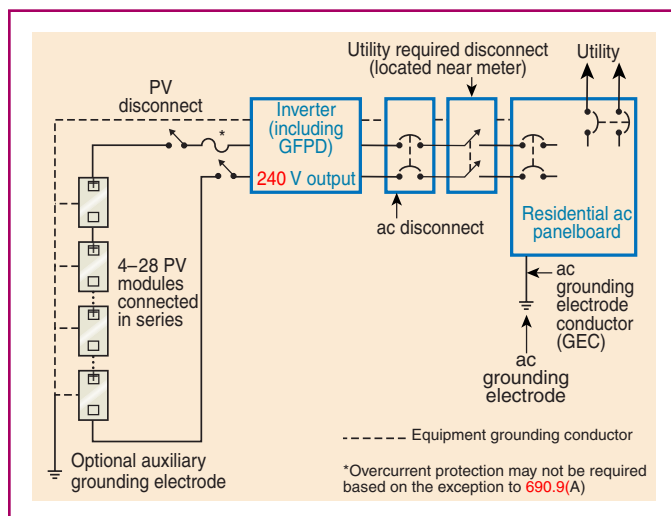 Utility required disconnect
(located near meter)
Utility
PV
disconnect
*
Inverter
(including
GFPD)
240 V output
ac disconnect
Residential ac
panelboard
4–28 PV
modules
connected
in series
ac
grounding
electrode
conductor
(GEC)
ac
grounding
electrode
Optional auxiliary
grounding electrode
Equipment grounding conductor
*Overcurrent protection may not be required
based on the exception to 690.9(A)